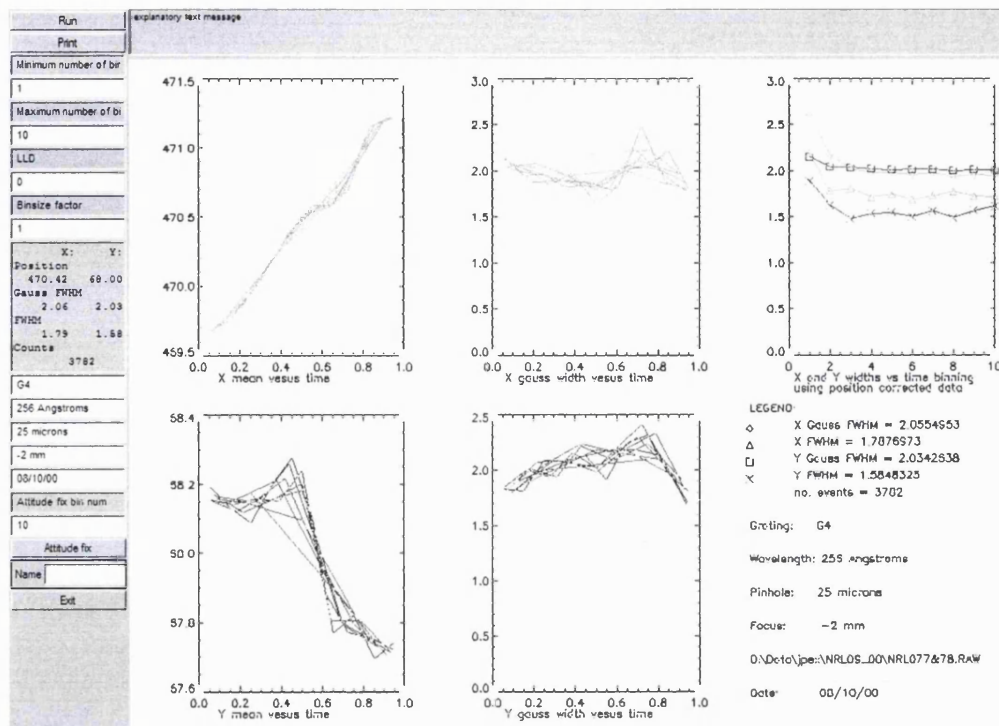 Run
Print
Minimum number of bir
1
Maximum number of bi
10
LLD
0
Binsize factor
1
X: Y:
Position
470.42 68.00
Gauss FWHM
2.06 2.03
FWHM
1.79 1.58
Counts
3782
G4
256 Angstroms
25 microns
-2 mm
08/10/00
Attitude fix bin num
10
Attitude fix
Name
Exit
explanatory text message
471.5
471.0
470.5
470.0
469.5
0.0 0.2 0.4 0.6 0.8 1.0
X mean vesus time
3.0
2.5
2.0
1.5
1.0
0.5
0.0
0.0 0.2 0.4 0.6 0.8 1.0
X gauss width vesus time
3.0
2.5
2.0
1.5
1.0
0.5
0.0
0 2 4 6 8 10
X and Y widths vs time binning
using position corrected data
58.4
58.2
58.0
57.8
57.6
0.0 0.2 0.4 0.6 0.8 1.0
Y mean vesus time
2.5
2.0
1.5
1.0
0.5
0.0
0.0 0.2 0.4 0.6 0.8 1.0
Y gauss width vesus time
LEGEND:
X Gauss FWHM = 2.0554953
X FWHM = 1.7876973
Y Gauss FWHM = 2.0342638
Y FWHM = 1.5848325
no. events = 3782
Grating: G4
Wavelength: 256 Angstroms
Pinhole: 25 microns
Focus: -2 mm
Date: 08/10/00